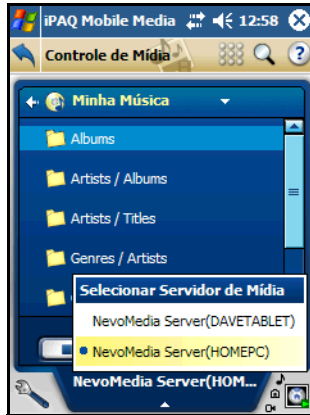 iPAQ Mobile Media 12:58
Controle de Mídia
Minha Música
Albums
Artists / Albums
Artists / Titles
Genres / Artists
Selecionar Servidor de Mídia
NevoMedia Server(DAVETABLET)
NevoMedia Server(HOMEPC)
NevoMedia Server(HOM...